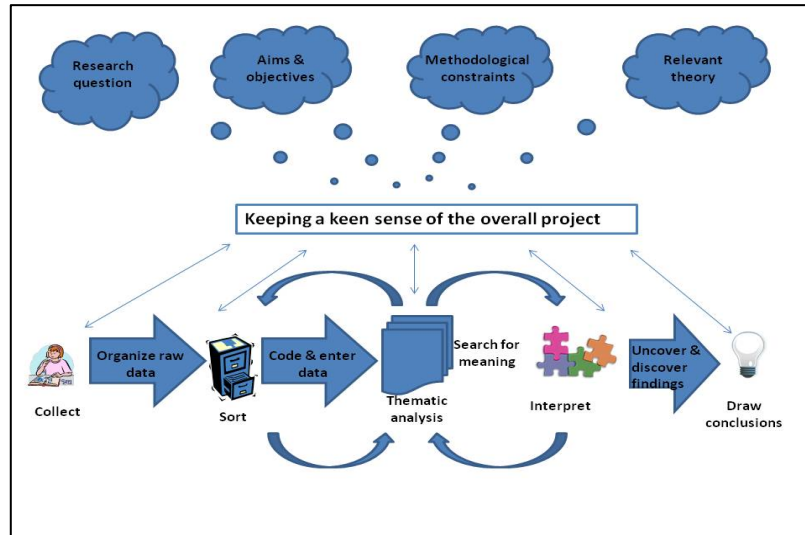 Research
question
Aims &
objectives
Methodological
constraints
Relevant
theory
Keeping a keen sense of the overall project
Collect
Organize raw
data
Sort
Code & enter
data
Thematic
analysis
Search for
meaning
Interpret
Uncover &
discover
findings
Draw
conclusions